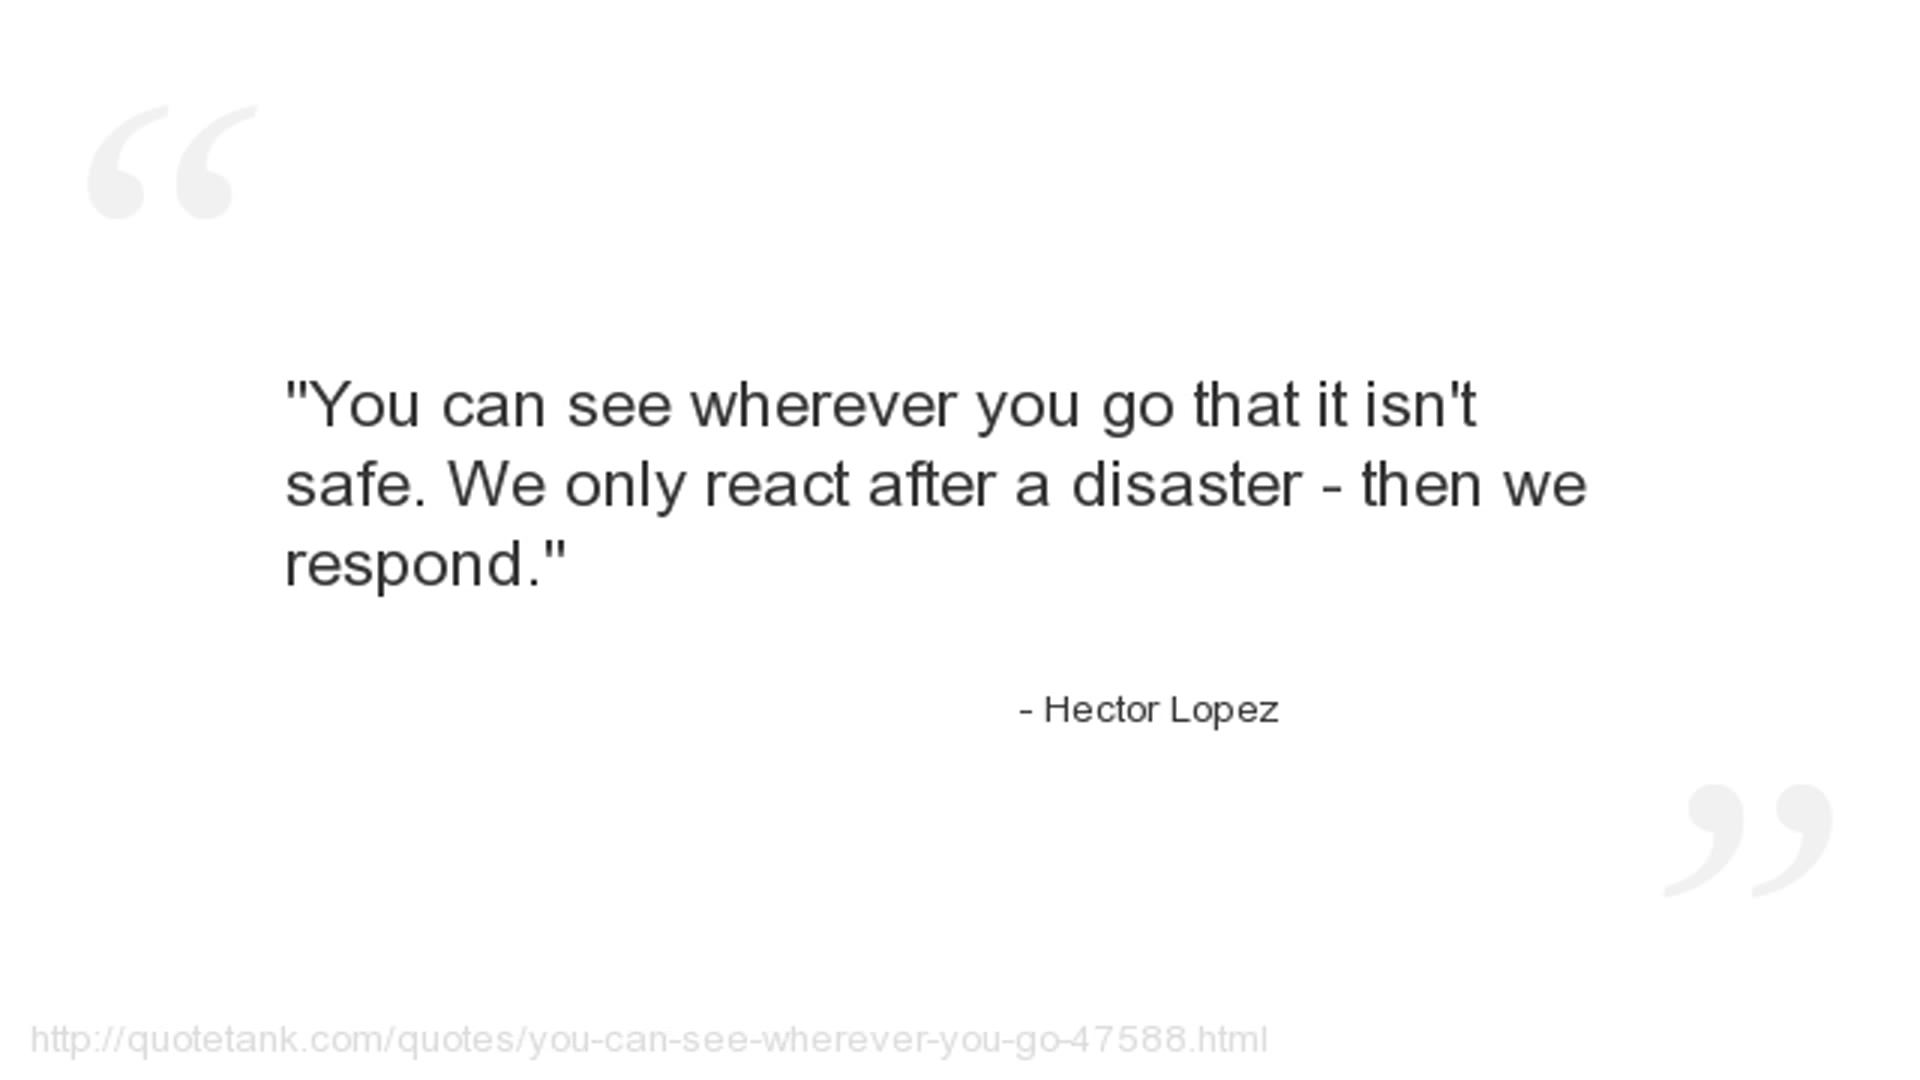 "You can see wherever you go that it isn't
safe. We only react after a disaster - then we
respond."
- Hector Lopez
http://quotetank.com/quotes/you-can-see-wherever-you-go-47588.html